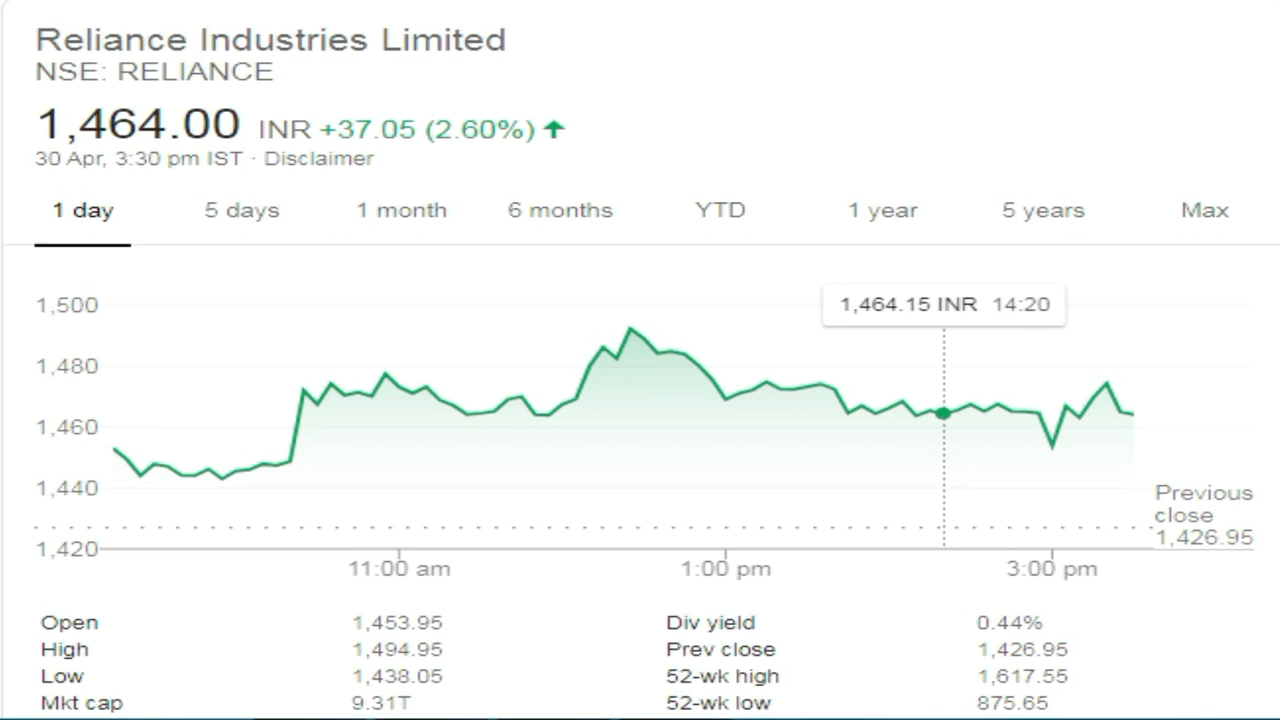 Reliance Industries Limited
NSE: RELIANCE
1,464.00 INR +37.05 (2.60%)
30 Apr, 3:30 pm IST · Disclaimer
1 day 5 days 1 month 6 months YTD 1 year 5 years Max
1,464.15 INR 14:20
1,500
1,480
1,460
1,440
1,420
Previous
close
1,426.95
11:00 am 1:00 pm 3:00 pm
Open 1,453.95 Div yield 0.44%
High 1,494.95 Prev close 1,426.95
Low 1,438.05 52-wk high 1,617.55
Mkt cap 9.31T 52-wk low 875.65